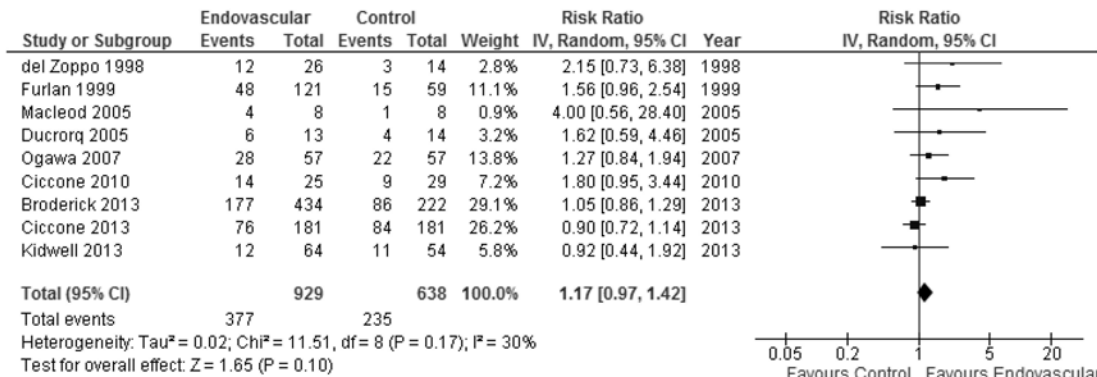 Endovascular Control Risk Ratio Risk Ratio
Study or Subgroup Events Total Events Total Weight IV, Random, 95% CI Year IV, Random, 95% CI
del Zoppo 1998 12 26 3 14 2.8% 2.15 [0.73, 6.38] 1998
Furlan 1999 48 121 15 59 11.1% 1.56 [0.96, 2.54] 1999
Macleod 2005 4 8 1 8 0.9% 4.00 [0.56, 28.40] 2005
Ducrorq 2005 6 13 4 14 3.2% 1.62 [0.59, 4.46] 2005
Ogawa 2007 28 57 22 57 13.8% 1.27 [0.84, 1.94] 2007
Ciccone 2010 14 25 9 29 7.2% 1.80 [0.95, 3.44] 2010
Broderick 2013 177 434 86 222 29.1% 1.05 [0.86, 1.29] 2013
Ciccone 2013 76 181 84 181 26.2% 0.90 [0.72, 1.14] 2013
Kidwell 2013 12 64 11 54 5.8% 0.92 [0.44, 1.92] 2013
Total (95% CI) 929 638 100.0% 1.17 [0.97, 1.42]
Total events 377 235
Heterogeneity: Tau² = 0.02; Chi² = 11.51, df = 8 (P = 0.17); I² = 30%
Test for overall effect: Z = 1.65 (P = 0.10)
0.05 0.2 1 5 20
Favours Control Favours Endovascular